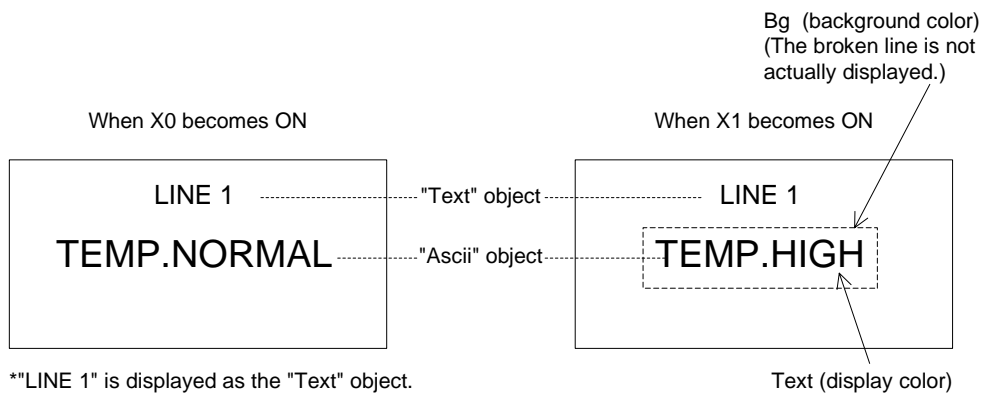 Bg (background color)
(The broken line is not
actually displayed.)
When X0 becomes ON
When X1 becomes ON
LINE 1
"Text" object
LINE 1
TEMP.NORMAL
"Ascii" object
TEMP.HIGH
*"LINE 1" is displayed as the "Text" object.
Text (display color)